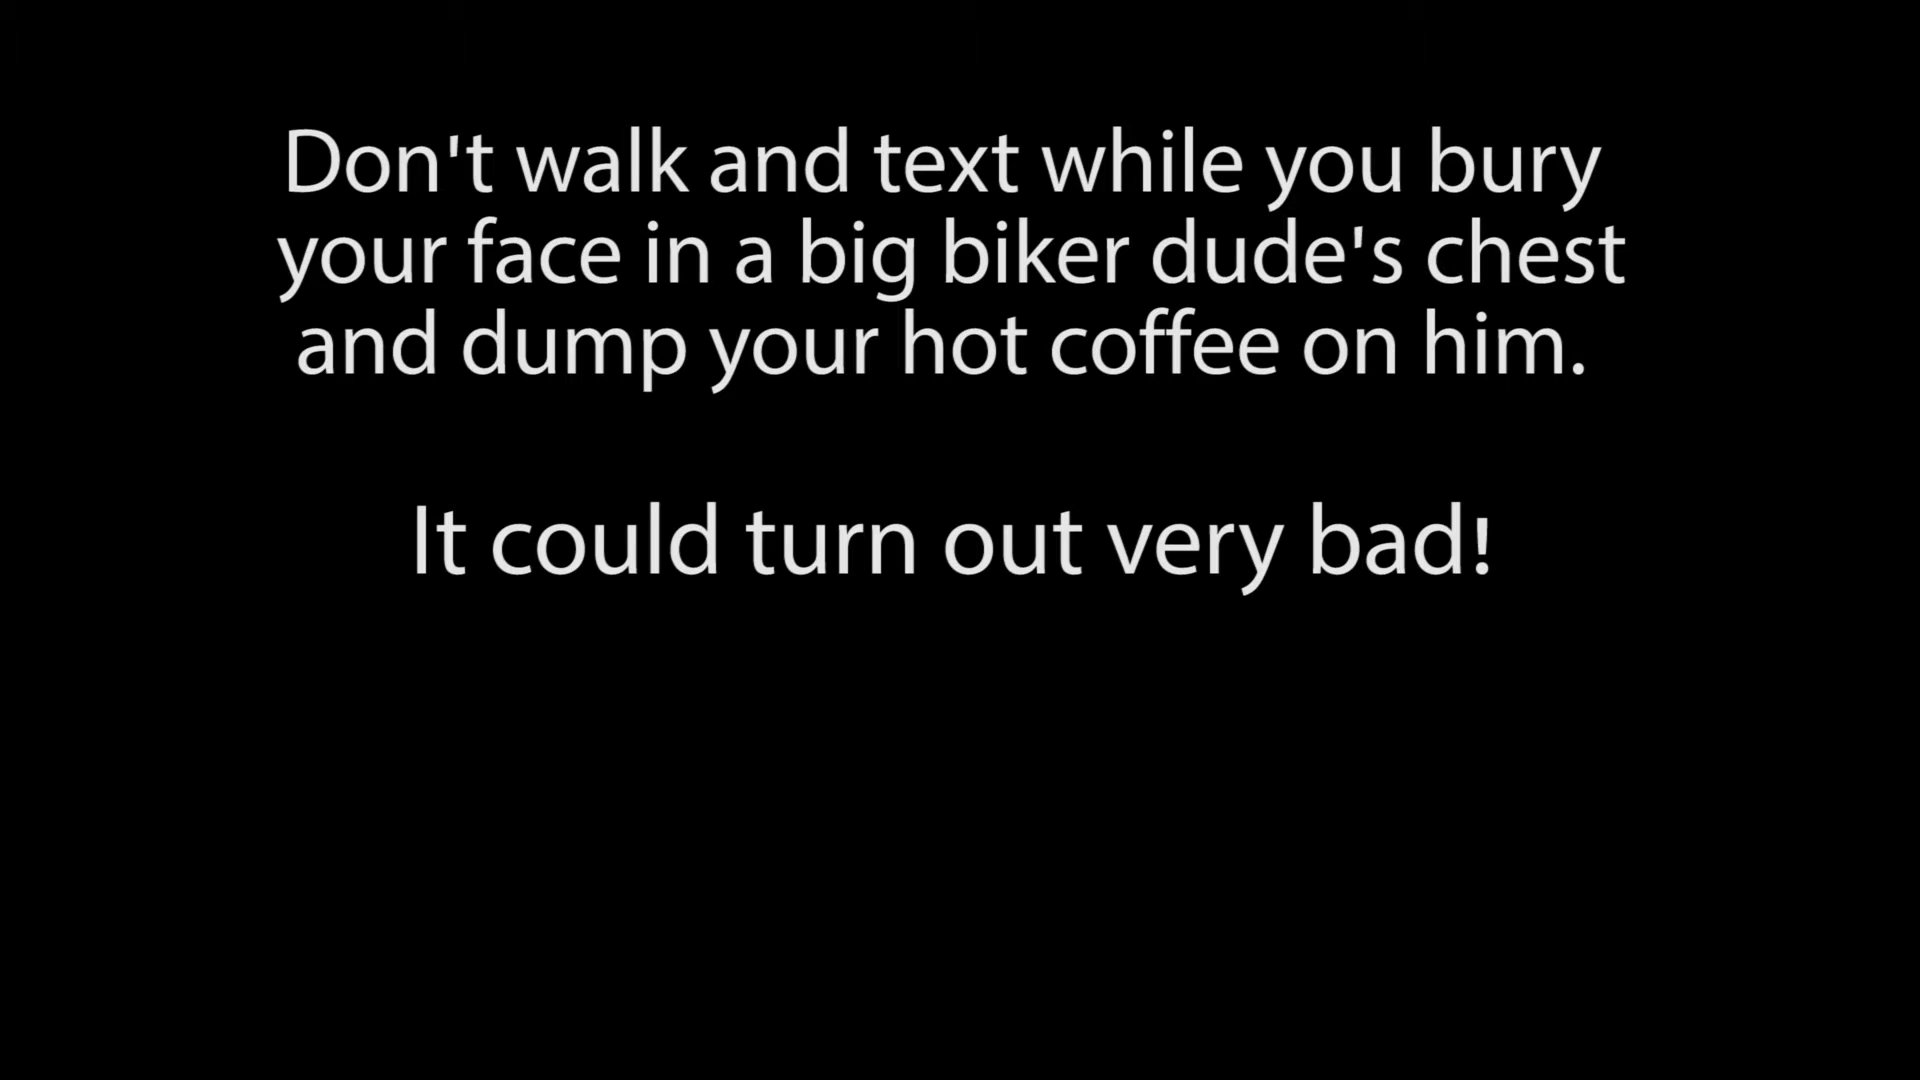 Don't walk and text while you bury
your face in a big biker dude's chest
and dump your hot coffee on him.
It could turn out very bad!